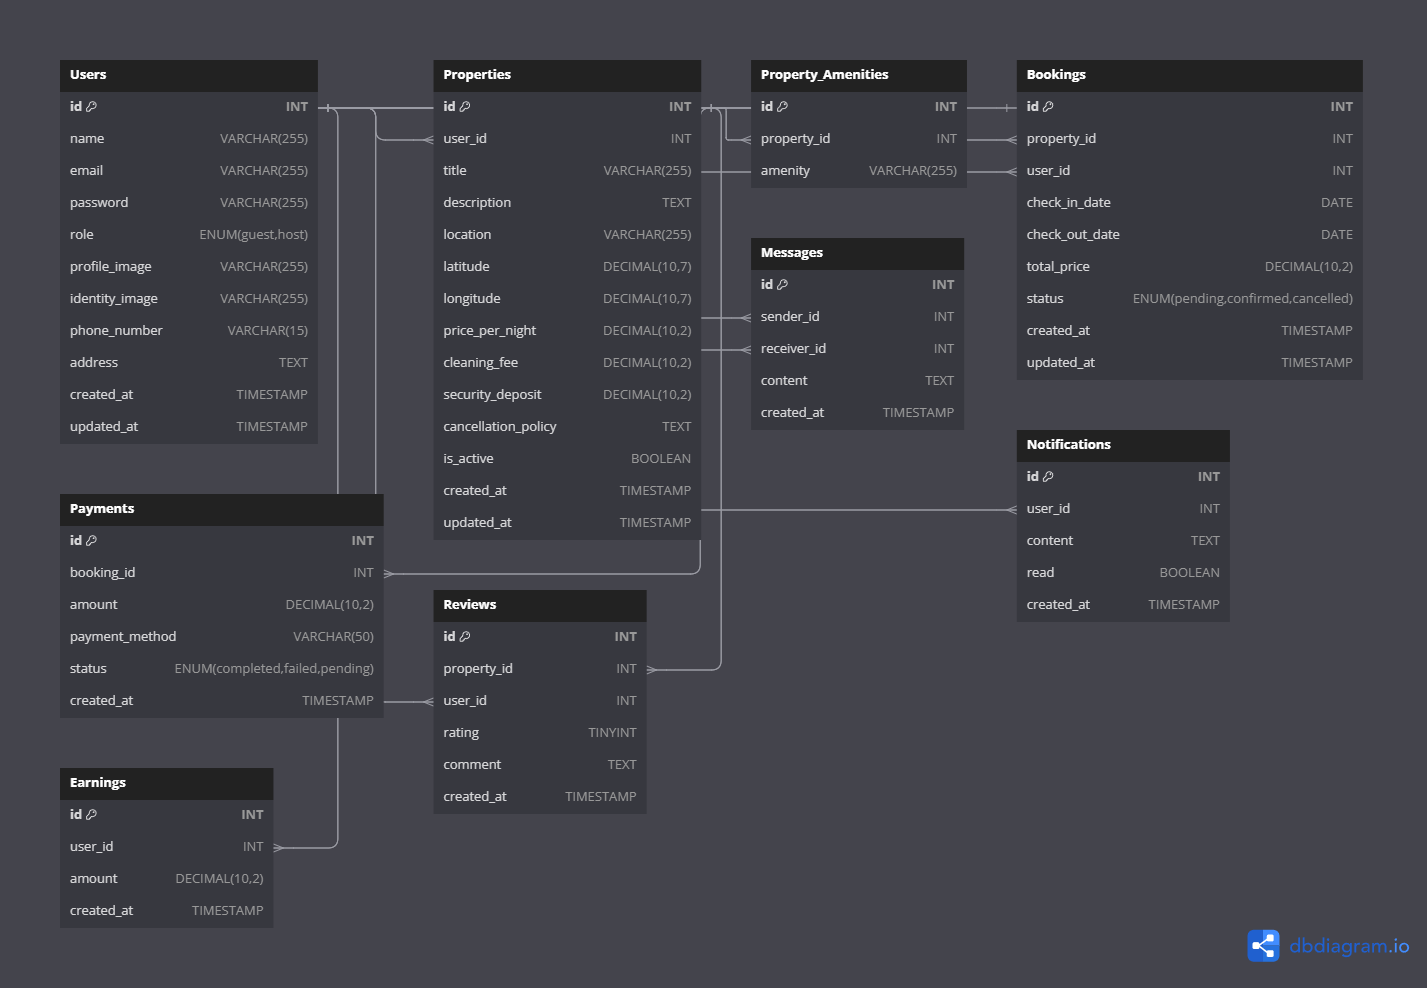 Users
id INT
name VARCHAR(255)
email VARCHAR(255)
password VARCHAR(255)
role ENUM(guest,host)
profile_image VARCHAR(255)
identity_image VARCHAR(255)
phone_number VARCHAR(15)
address TEXT
created_at TIMESTAMP
updated_at TIMESTAMP
Properties
id INT
user_id INT
title VARCHAR(255)
description TEXT
location VARCHAR(255)
latitude DECIMAL(10,7)
longitude DECIMAL(10,7)
price_per_night DECIMAL(10,2)
cleaning_fee DECIMAL(10,2)
security_deposit DECIMAL(10,2)
cancellation_policy TEXT
is_active BOOLEAN
created_at TIMESTAMP
updated_at TIMESTAMP
Property_Amenities
id INT
property_id INT
amenity VARCHAR(255)
Bookings
id INT
property_id INT
user_id INT
check_in_date DATE
check_out_date DATE
total_price DECIMAL(10,2)
status ENUM(pending,confirmed,cancelled)
created_at TIMESTAMP
updated_at TIMESTAMP
Messages
id INT
sender_id INT
receiver_id INT
content TEXT
created_at TIMESTAMP
Notifications
id INT
user_id INT
content TEXT
read BOOLEAN
created_at TIMESTAMP
Payments
id INT
booking_id INT
amount DECIMAL(10,2)
payment_method VARCHAR(50)
status ENUM(completed,failed,pending)
created_at TIMESTAMP
Reviews
id INT
property_id INT
user_id INT
rating TINYINT
comment TEXT
created_at TIMESTAMP
Earnings
id INT
user_id INT
amount DECIMAL(10,2)
created_at TIMESTAMP
dbdiagram.io